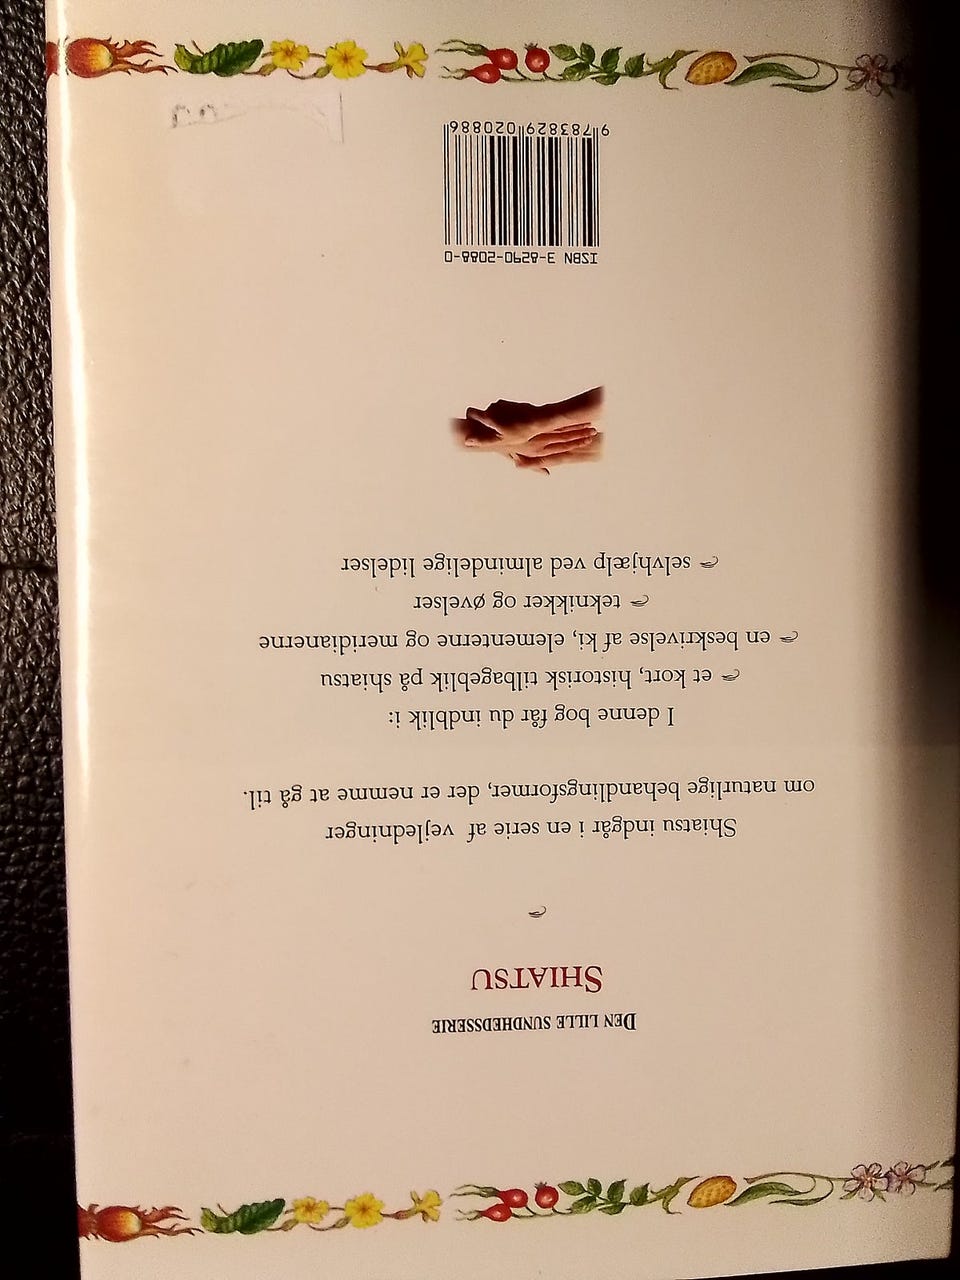 DEN LILLE SUNDHEDSSERIE
SHIATSU
Shiatsu indgår i en serie af vejledninger
om naturlige behandlingsformer, der er nemme at gå til.
I denne bog får du indblik i:
et kort, historisk tilbageblik på shiatsu
en beskrivelse af ki, elementerne og meridianerne
teknikker og øvelser
selvhjælp ved almindelige lidelser
ISBN 3-8290-2088-0
9 783829 020886